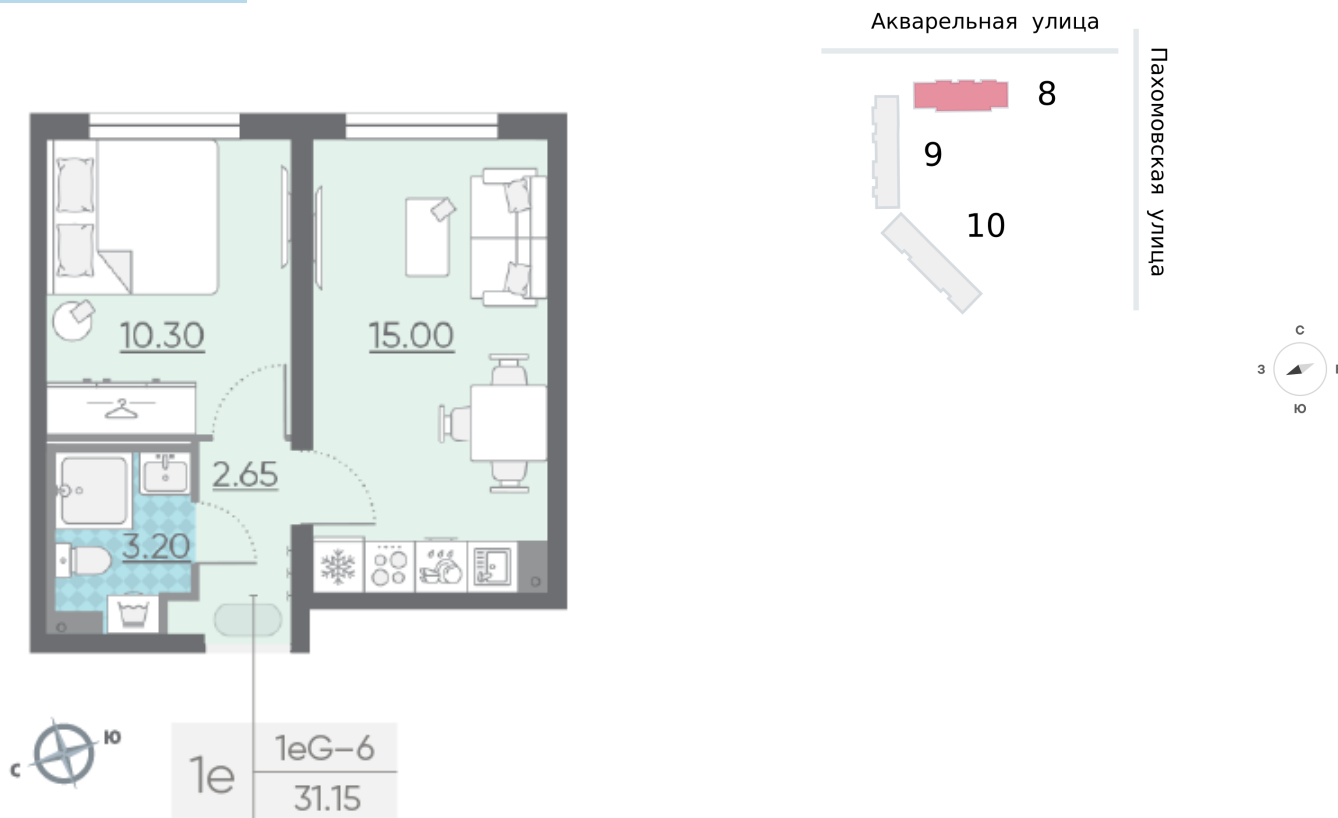 Акварельная улица
Пахомовская улица
8
9
10
С
З
Ю
10.30
15.00
2.65
3.20
С
Ю
1e
1eG-6
31.15